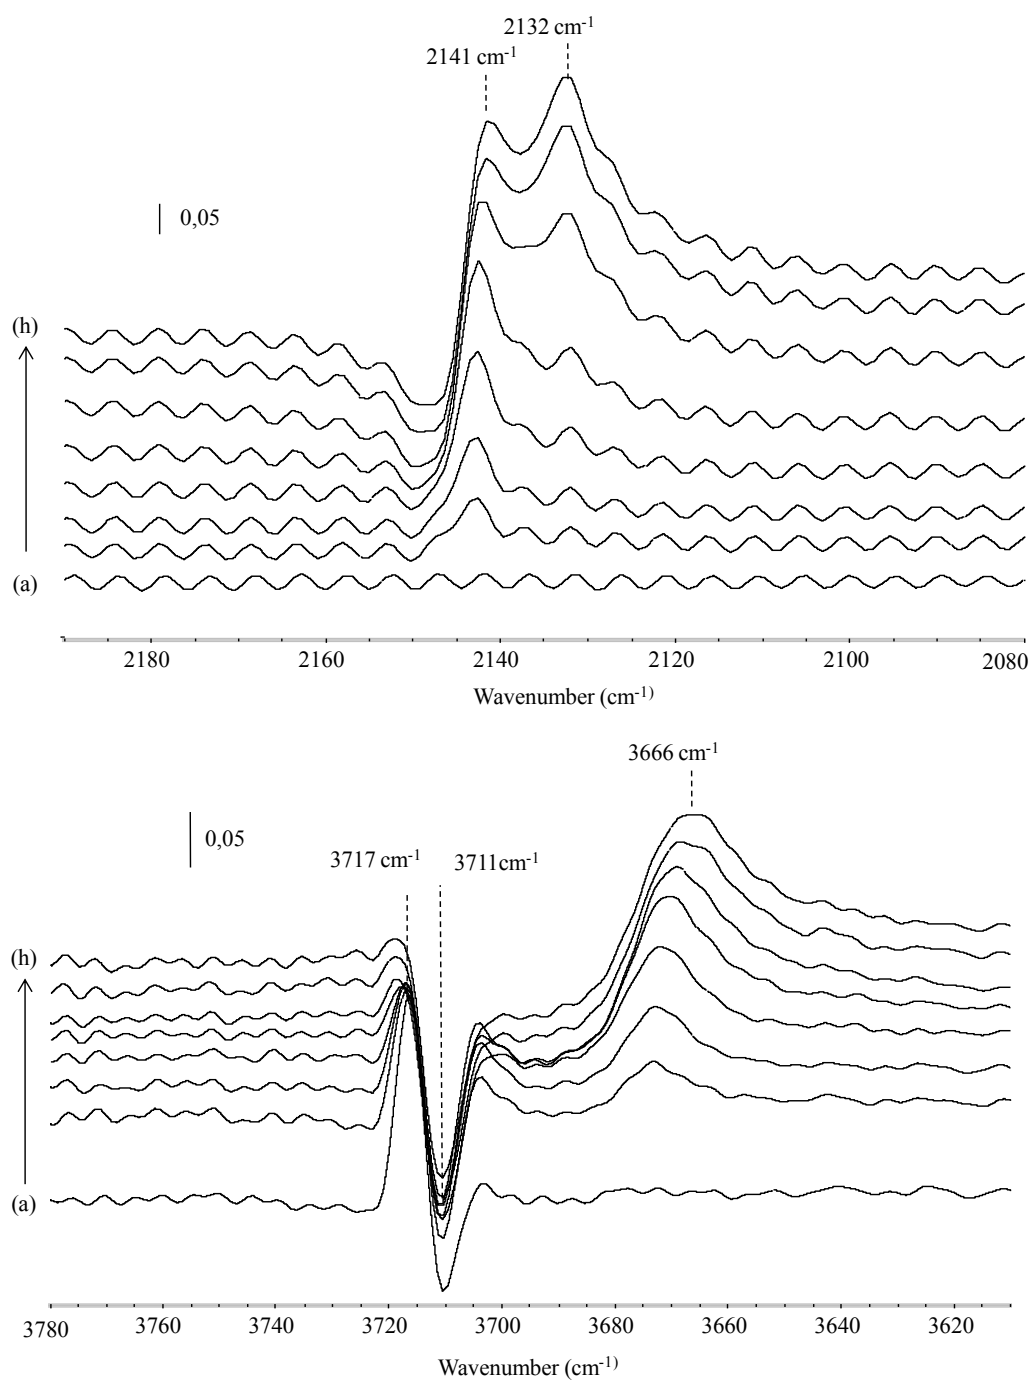 2132 cm-1
2141 cm-1
0,05
(h)
(a)
2180 2160 2140 2120 2100 2080
Wavenumber (cm-1)
3666 cm-1
0,05
3717 cm-1 3711cm-1
(h)
(a)
3780 3760 3740 3720 3700 3680 3660 3640 3620
Wavenumber (cm-1)